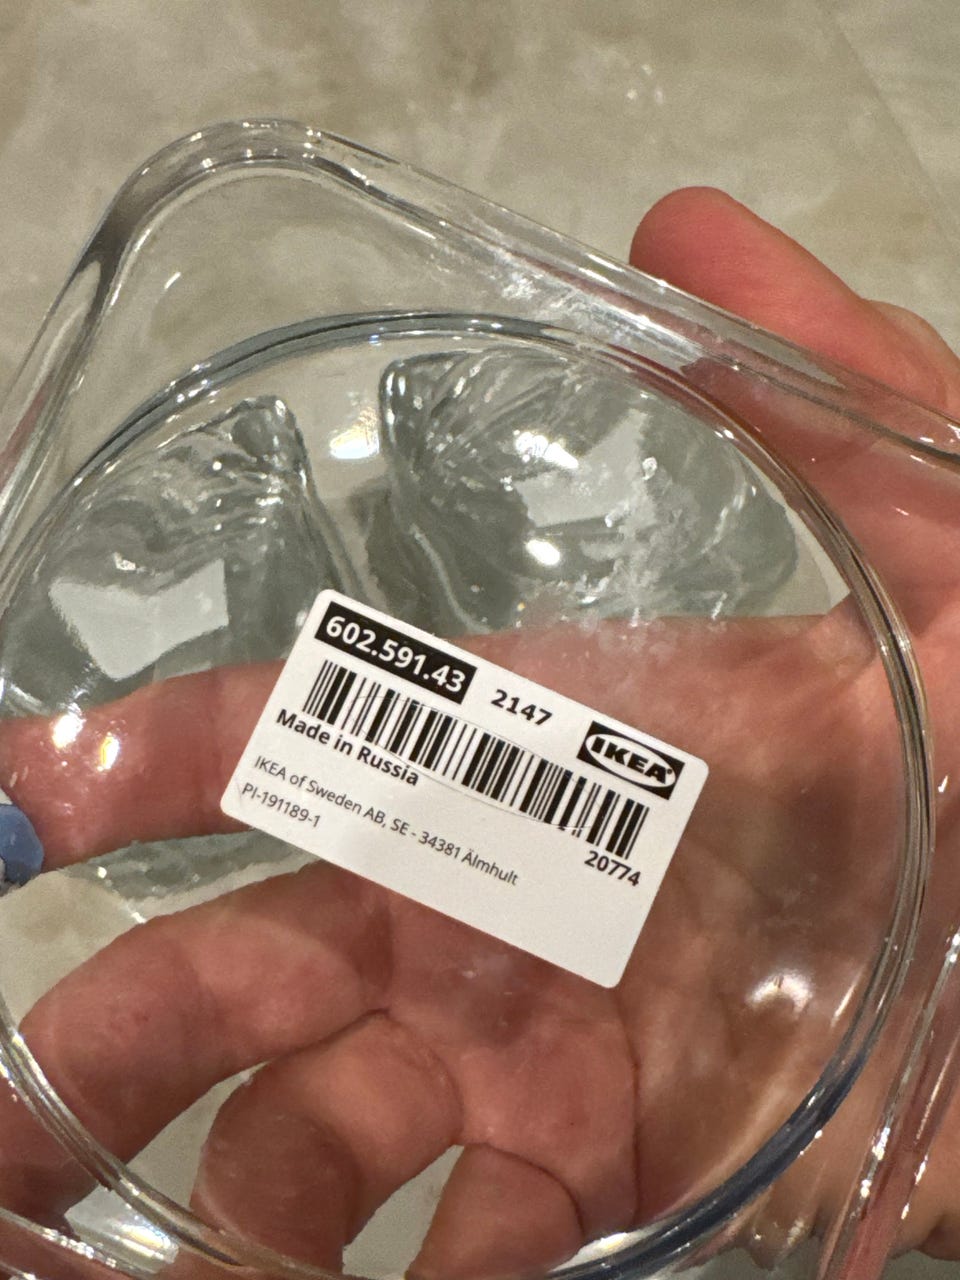 602.591.43
2147
IKEA
Made in Russia
20774
IKEA of Sweden AB, SE - 34381 Älmhult
PI-191189-1